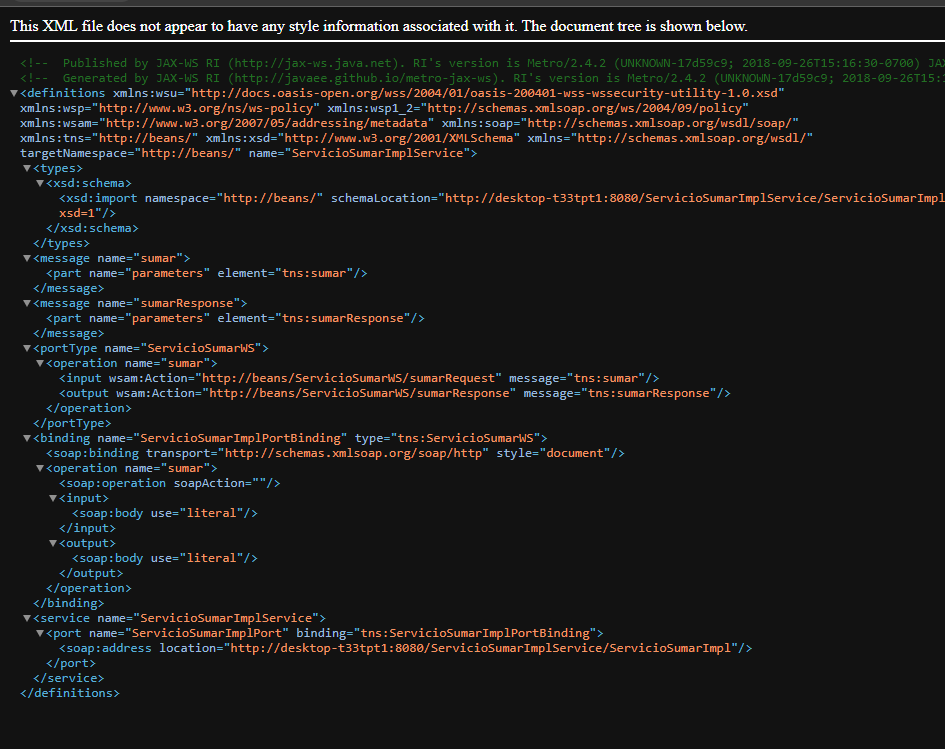 This XML file does not appear to have any style information associated with it. The document tree is shown below.
<!--  Published by JAX-WS RI (http://jax-ws.java.net). RI's version is Metro/2.4.2 (UNKNOWN-17d59c9; 2018-09-26T15:16:30-0700) JAX
<!--  Generated by JAX-WS RI (http://javaee.github.io/metro-jax-ws). RI's version is Metro/2.4.2 (UNKNOWN-17d59c9; 2018-09-26T15:
▼<definitions xmlns:wsu="http://docs.oasis-open.org/wss/2004/01/oasis-200401-wss-wssecurity-utility-1.0.xsd"
xmlns:wsp="http://www.w3.org/ns/ws-policy" xmlns:wsp1_2="http://schemas.xmlsoap.org/ws/2004/09/policy"
xmlns:wsam="http://www.w3.org/2007/05/addressing/metadata" xmlns:soap="http://schemas.xmlsoap.org/wsdl/soap/"
xmlns:tns="http://beans/" xmlns:xsd="http://www.w3.org/2001/XMLSchema" xmlns="http://schemas.xmlsoap.org/wsdl/"
targetNamespace="http://beans/" name="ServicioSumarImplService">
▼<types>
▼<xsd:schema>
<xsd:import namespace="http://beans/" schemaLocation="http://desktop-t33tpt1:8080/ServicioSumarImplService/ServicioSumarImpl
xsd=1"/>
</xsd:schema>
</types>
▼<message name="sumar">
<part name="parameters" element="tns:sumar"/>
</message>
▼<message name="sumarResponse">
<part name="parameters" element="tns:sumarResponse"/>
</message>
▼<portType name="ServicioSumarWS">
▼<operation name="sumar">
<input wsam:Action="http://beans/ServicioSumarWS/sumarRequest" message="tns:sumar"/>
<output wsam:Action="http://beans/ServicioSumarWS/sumarResponse" message="tns:sumarResponse"/>
</operation>
</portType>
▼<binding name="ServicioSumarImplPortBinding" type="tns:ServicioSumarWS">
<soap:binding transport="http://schemas.xmlsoap.org/soap/http" style="document"/>
▼<operation name="sumar">
<soap:operation soapAction=""/>
▼<input>
<soap:body use="literal"/>
</input>
▼<output>
<soap:body use="literal"/>
</output>
</operation>
</binding>
▼<service name="ServicioSumarImplService">
▼<port name="ServicioSumarImplPort" binding="tns:ServicioSumarImplPortBinding">
<soap:address location="http://desktop-t33tpt1:8080/ServicioSumarImplService/ServicioSumarImpl"/>
</port>
</service>
</definitions>